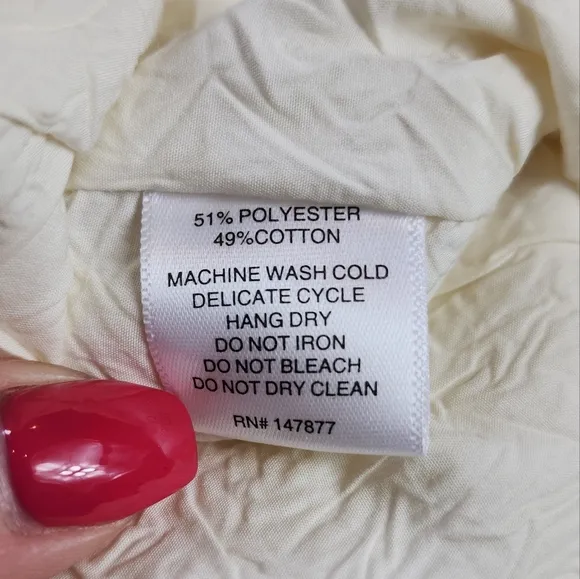 51% POLYESTER
49%COTTON
MACHINE WASH COLD
DELICATE CYCLE
HANG DRY
DO NOT IRON
DO NOT BLEACH
DO NOT DRY CLEAN
RN# 147877